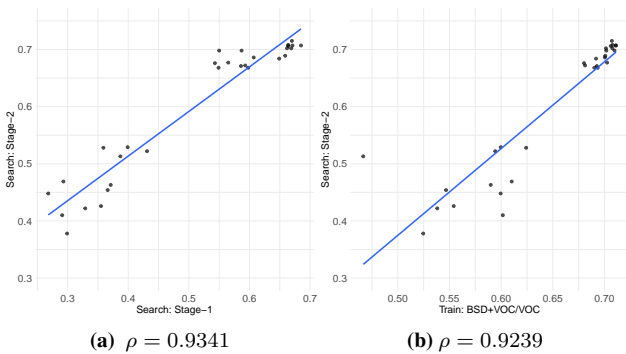 0.7
0.6
0.5
0.4
0.3
Search: Stage−2
0.3 0.4 0.5 0.6 0.7
Search: Stage−1
(a) ρ = 0.9341
0.7
0.6
0.5
0.4
0.3
Search: Stage−2
0.50 0.55 0.60 0.65 0.70
Train: BSD+VOC/VOC
(b) ρ = 0.9239